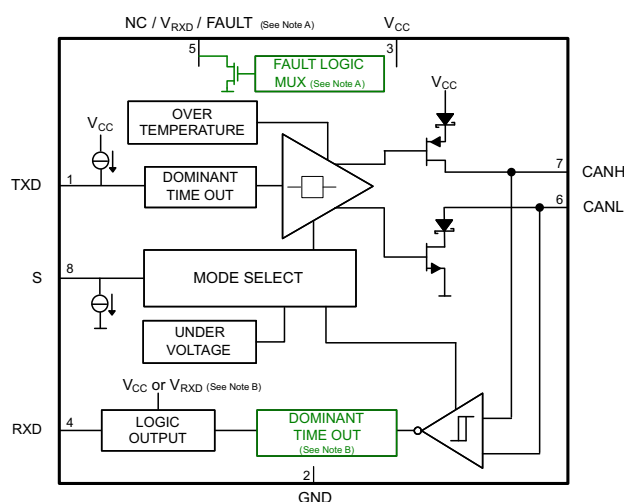 NC / VRXD / FAULT (See Note A)
VCC
5
3
FAULT LOGIC
MUX (See Note A)
VCC
OVER
TEMPERATURE
VCC
7
CANH
TXD
1
DOMINANT
TIME OUT
6
CANL
S
8
MODE SELECT
UNDER
VOLTAGE
VCC or VRXD (See Note B)
RXD
4
LOGIC
OUTPUT
DOMINANT
TIME OUT
(See Note B)
2
GND